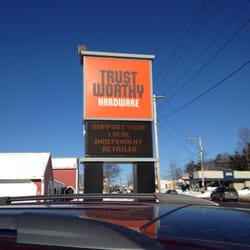 TRUST
WORTHY
HARDWARE
SUPPORT YOUR
LOCAL
INDEPENDENT
RETAILER